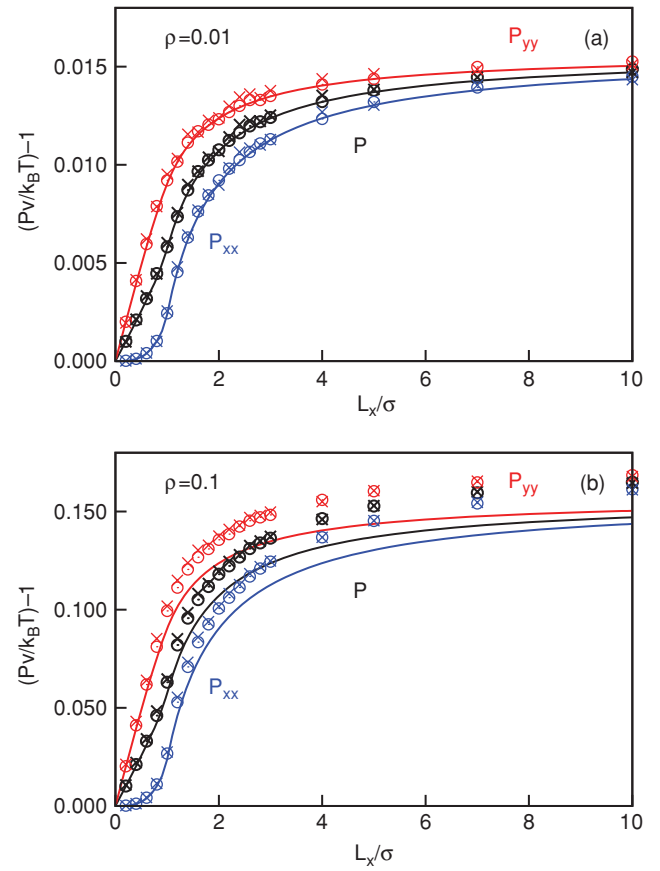 ρ=0.01
P_yy
(a)
0.015
(Pv/k_BT)−1
0.010
P
P_xx
0.005
0.000
0 2 4 6 8 10
L_x/σ
ρ=0.1
P_yy
(b)
0.150
(Pv/k_BT)−1
P
0.100
P_xx
0.050
0.000
0 2 4 6 8 10
L_x/σ